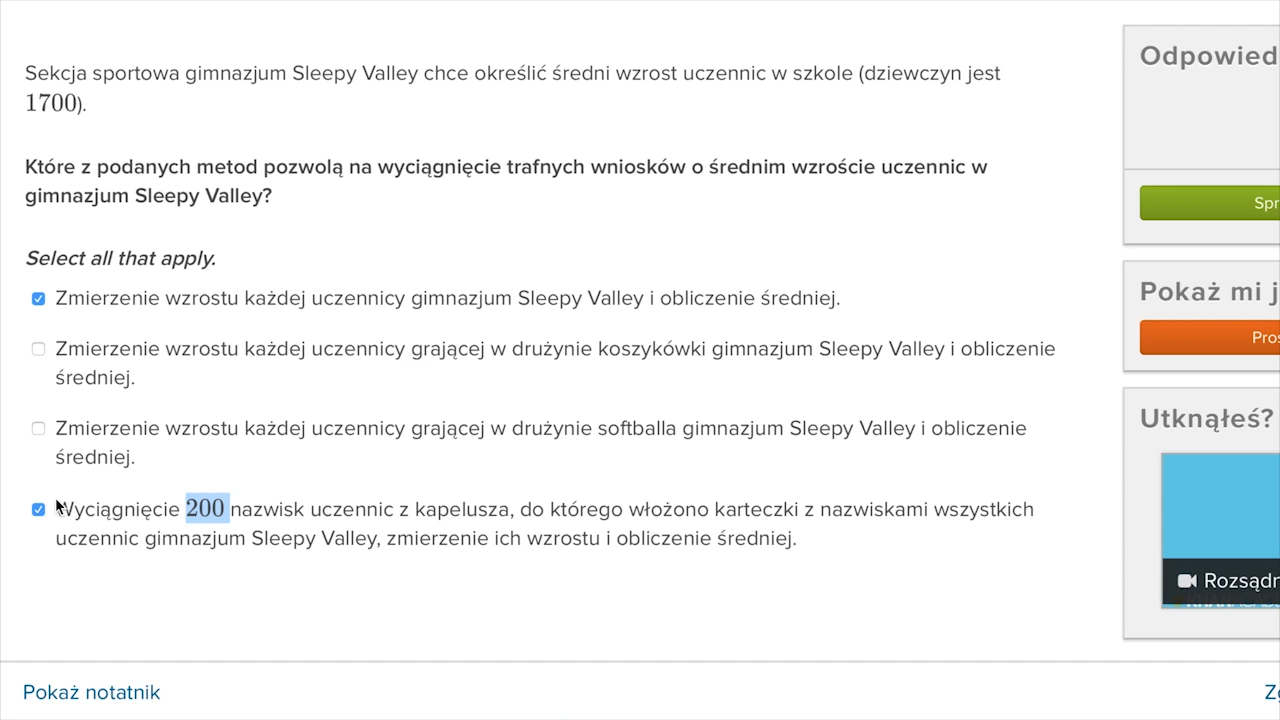 Sekcja sportowa gimnazjum Sleepy Valley chce określić średni wzrost uczennic w szkole (dziewczyn jest
1700).
Które z podanych metod pozwolą na wyciągnięcie trafnych wniosków o średnim wzroście uczennic w
gimnazjum Sleepy Valley?
Select all that apply.
Zmierzenie wzrostu każdej uczennicy gimnazjum Sleepy Valley i obliczenie średniej.
Zmierzenie wzrostu każdej uczennicy grającej w drużynie koszykówki gimnazjum Sleepy Valley i obliczenie
średniej.
Zmierzenie wzrostu każdej uczennicy grającej w drużynie softballa gimnazjum Sleepy Valley i obliczenie
średniej.
Wyciągnięcie 200 nazwisk uczennic z kapelusza, do którego włożono karteczki z nazwiskami wszystkich
uczennic gimnazjum Sleepy Valley, zmierzenie ich wzrostu i obliczenie średniej.
Odpowied
Spr
Pokaż mi j
Pros
Utknąłeś?
Rozsądn
Pokaż notatnik
Zg